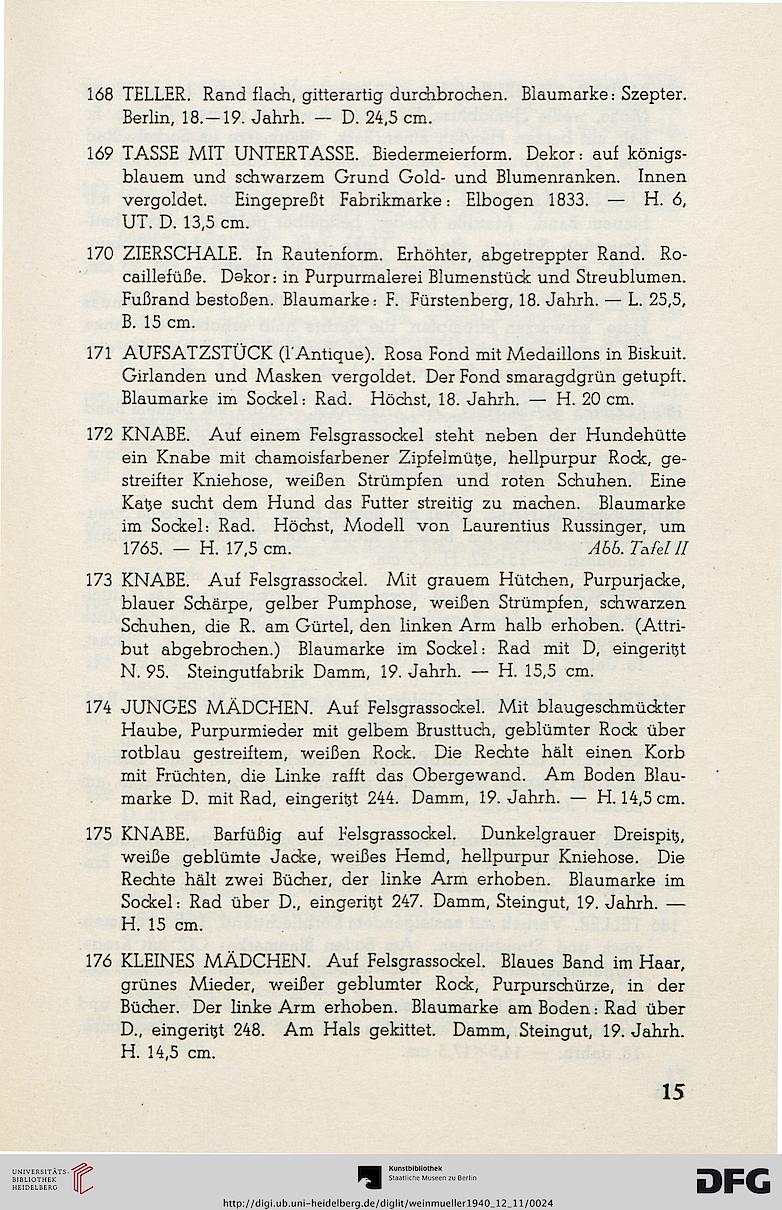 168 TELLER. Rand flach, gitterartig durchbrochen. Blaumarke: Szepter.
Berlin, 18.—19. Jahrh. — D. 24,5 cm.
169 TASSE MIT UNTERTASSE. Biedermeierform. Dekor: auf königs-
blauem und schwarzem Grund Gold- und Blumenranken. Innen
vergoldet. Eingepreßt Fabrikmarke: Elbogen 1833. — H. 6,
UT. D. 13,5 cm.
170 ZIERSCHALE. In Rautenform. Erhöhter, abgetreppter Rand. Ro-
caillefüße. Dekor: in Purpurmalerei Blumenstück und Streublumen.
Fußrand bestoßen. Blaumarke: F. Fürstenberg, 18. Jahrh. — L. 25,5,
B. 15 cm.
171 AUFSATZSTÜCK (l'Antique). Rosa Fond mit Medaillons in Biskuit.
Girlanden und Masken vergoldet. Der Fond smaragdgrün getupft.
Blaumarke im Sockel: Rad. Höchst, 18. Jahrh. — H. 20 cm.
172 KNABE. Auf einem Felsgrassockel steht neben der Hundehütte
ein Knabe mit chamoisfarbener Zipfelmütze, hellpurpur Rock, ge-
streifter Kniehose, weißen Strümpfen und roten Schuhen. Eine
Katze sucht dem Hund das Futter streitig zu machen. Blaumarke
im Sockel: Rad. Höchst, Modell von Laurentius Russinger, um
1765. — H. 17,5 cm. Abb. Tafel II
173 KNABE. Auf Felsgrassockel. Mit grauem Hütchen, Purpurjacke,
blauer Schärpe, gelber Pumphose, weißen Strümpfen, schwarzen
Schuhen, die R. am Gürtel, den linken Arm halb erhoben. (Attri-
but abgebrochen.) Blaumarke im Sockel: Rad mit D, eingeritzt
N. 95. Steingutfabrik Damm, 19. Jahrh. — H. 15,5 cm.
174 JUNGES MÄDCHEN. Auf Felsgrassockel. Mit blaugeschmückter
Haube, Purpurmieder mit gelbem Brusttuch, geblümter Rock über
rotblau gestreiftem, weißen Rock. Die Rechte hält einen Korb
mit Früchten, die Linke rafft das Obergewand. Am Boden Blau-
marke D. mit Rad, eingeritzt 244. Damm, 19. Jahrh. — H. 14,5 cm.
175 KNABE. Barfüßig auf Felsgrassockel. Dunkelgrauer Dreispitz,
weiße geblümte Jacke, weißes Hemd, hellpurpur Kniehose. Die
Rechte hält zwei Bücher, der linke Arm erhoben. Blaumarke im
Sockel: Rad über D., eingeritzt 247. Damm, Steingut, 19. Jahrh. —
H. 15 cm.
176 KLEINES MÄDCHEN. Auf Felsgrassockel. Blaues Band im Haar,
grünes Mieder, weißer geblumter Rock, Purpurschürze, in der
Bücher. Der linke Arm erhoben. Blaumarke am Boden: Rad über
D., eingeritzt 248. Am Hals gekittet. Damm, Steingut, 19. Jahrh.
H. 14,5 cm.
15
UNIVERSITÄTS-
BIBLIOTHEK
HEIDELBERG
Kunstbibliothek
Staatliche Museen zu Berlin
DFG
http://digi.ub.uni-heidelberg.de/diglit/weinmueller1940_12_11/0024